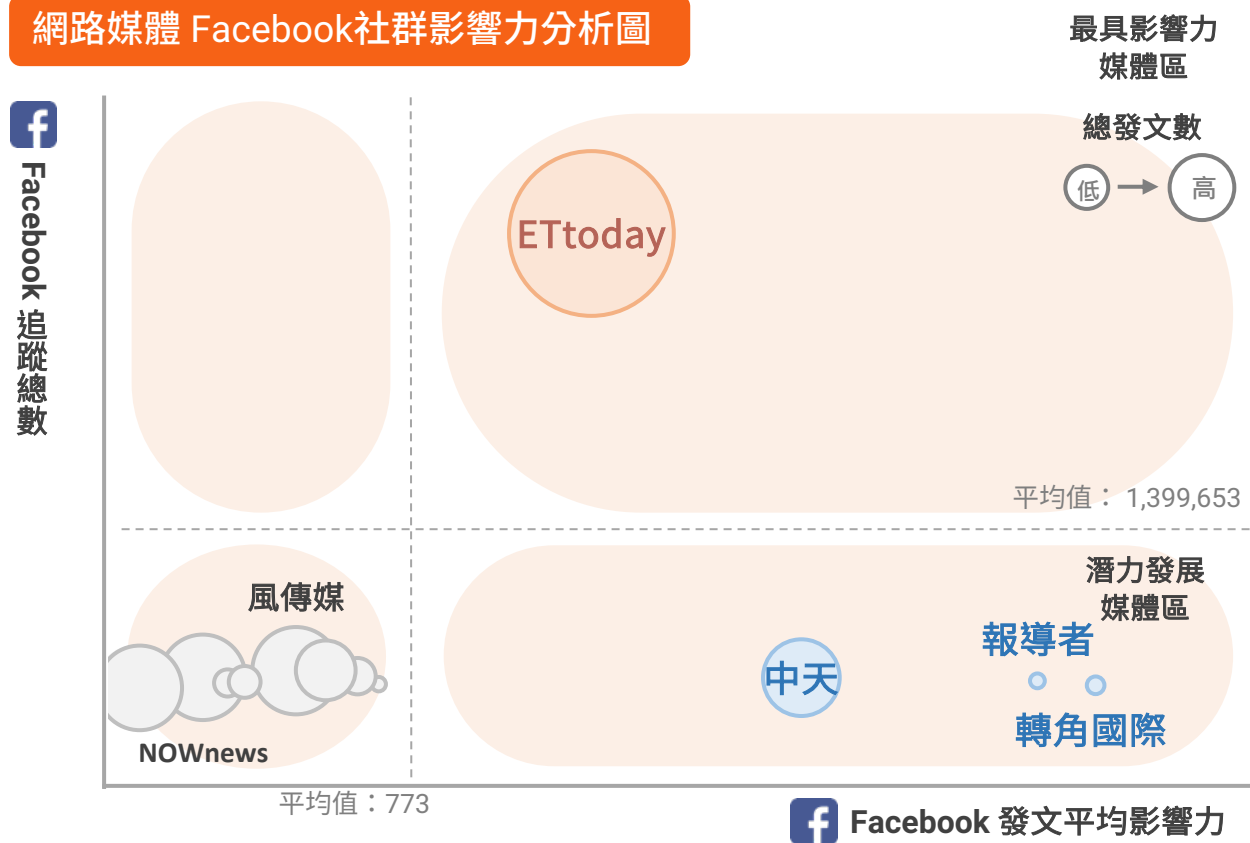 網路媒體 Facebook社群影響力分析圖
最具影響力
媒體區
總發文數
低
高
Facebook 追蹤總數
ETtoday
平均值： 1,399,653
潛力發展
媒體區
風傳媒
報導者
中天
轉角國際
NOWnews
平均值：773
Facebook 發文平均影響力